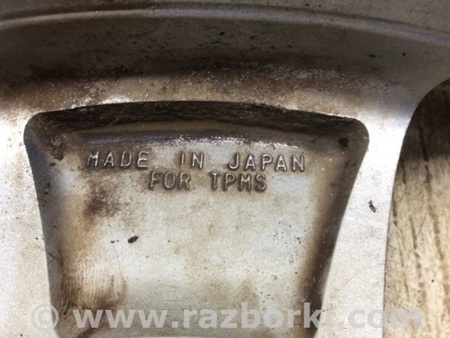 MADE IN JAPAN
FOR TPMS
© www.razborki.com